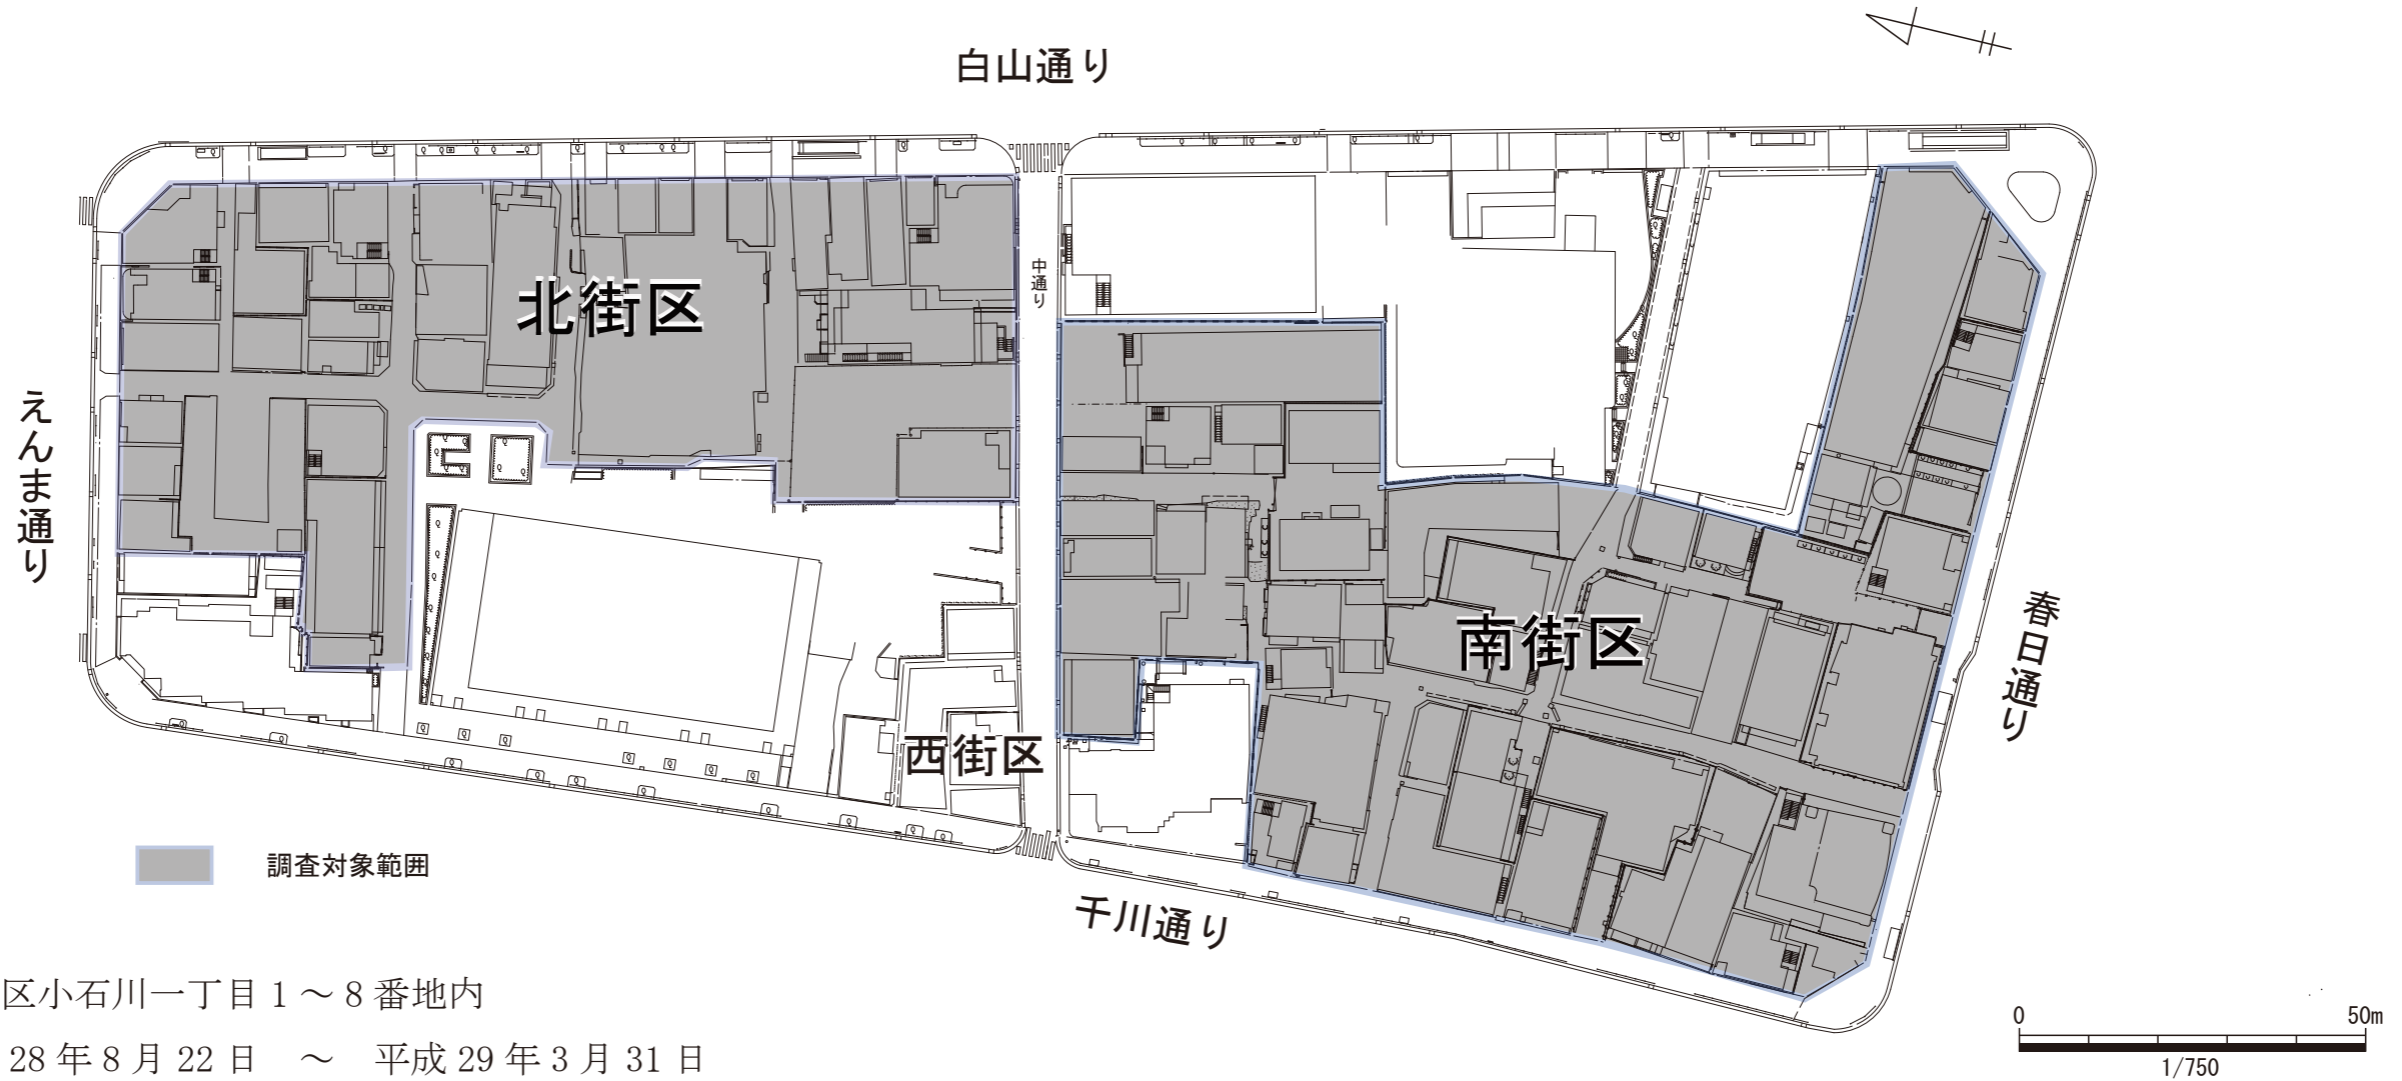 白山通り
北街区
中通り
えんま通り
南街区
春日通り
西街区
調査対象範囲
千川通り
区小石川一丁目1～8番地内
28年8月22日　～　平成29年3月31日
0 50m
1/750